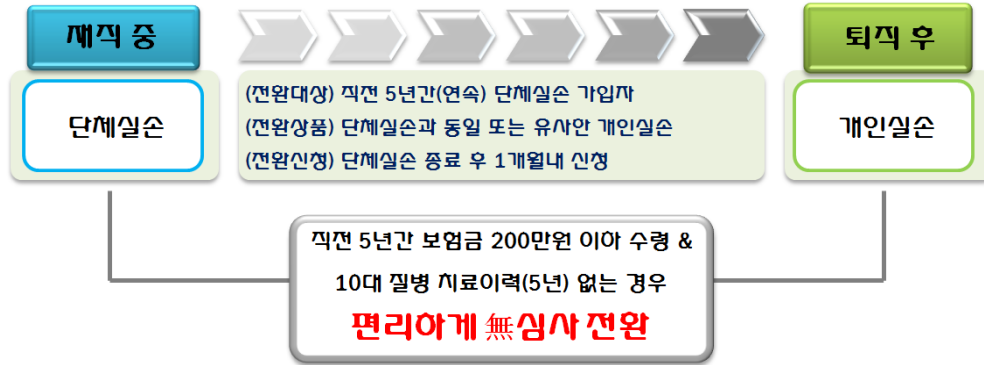 재직 중
퇴직 후
단체실손
(전환대상) 직전 5년간(연속) 단체실손 가입자
(전환상품) 단체실손과 동일 또는 유사한 개인실손
(전환신청) 단체실손 종료 후 1개월내 신청
개인실손
직전 5년간 보험금 200만원 이하 수령 &
10대 질병 치료이력(5년) 없는 경우
편리하게 無심사 전환